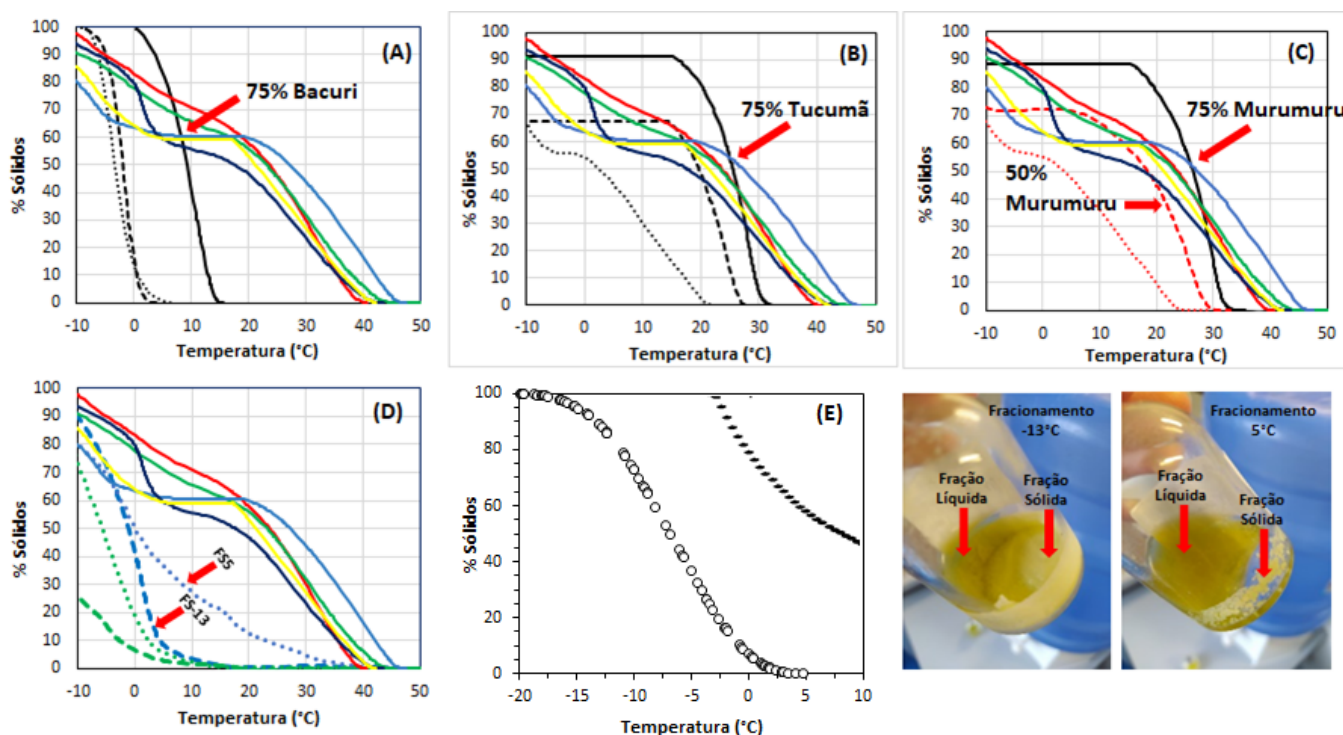 (A)
75% Bacuri
% Sólidos
100
90
80
70
60
50
40
30
20
10
0
-10 0 10 20 30 40 50
Temperatura (°C)
(B)
75% Tucumã
% Sólidos
100
90
80
70
60
50
40
30
20
10
0
-10 0 10 20 30 40 50
Temperatura (°C)
(C)
75% Murumuru
50%
Murumuru
% Sólidos
100
90
80
70
60
50
40
30
20
10
0
-10 0 10 20 30 40 50
Temperatura (°C)
(D)
FS5
FS-13
% Sólidos
100
90
80
70
60
50
40
30
20
10
0
-10 0 10 20 30 40 50
Temperatura (°C)
(E)
% Sólidos
100
80
60
40
20
0
-20 -15 -10 -5 0 5 10
Temperatura (°C)
Fracionamento
-13°C
Fração
Líquida
Fração
Sólida
Fracionamento
5°C
Fração
Líquida
Fração
Sólida